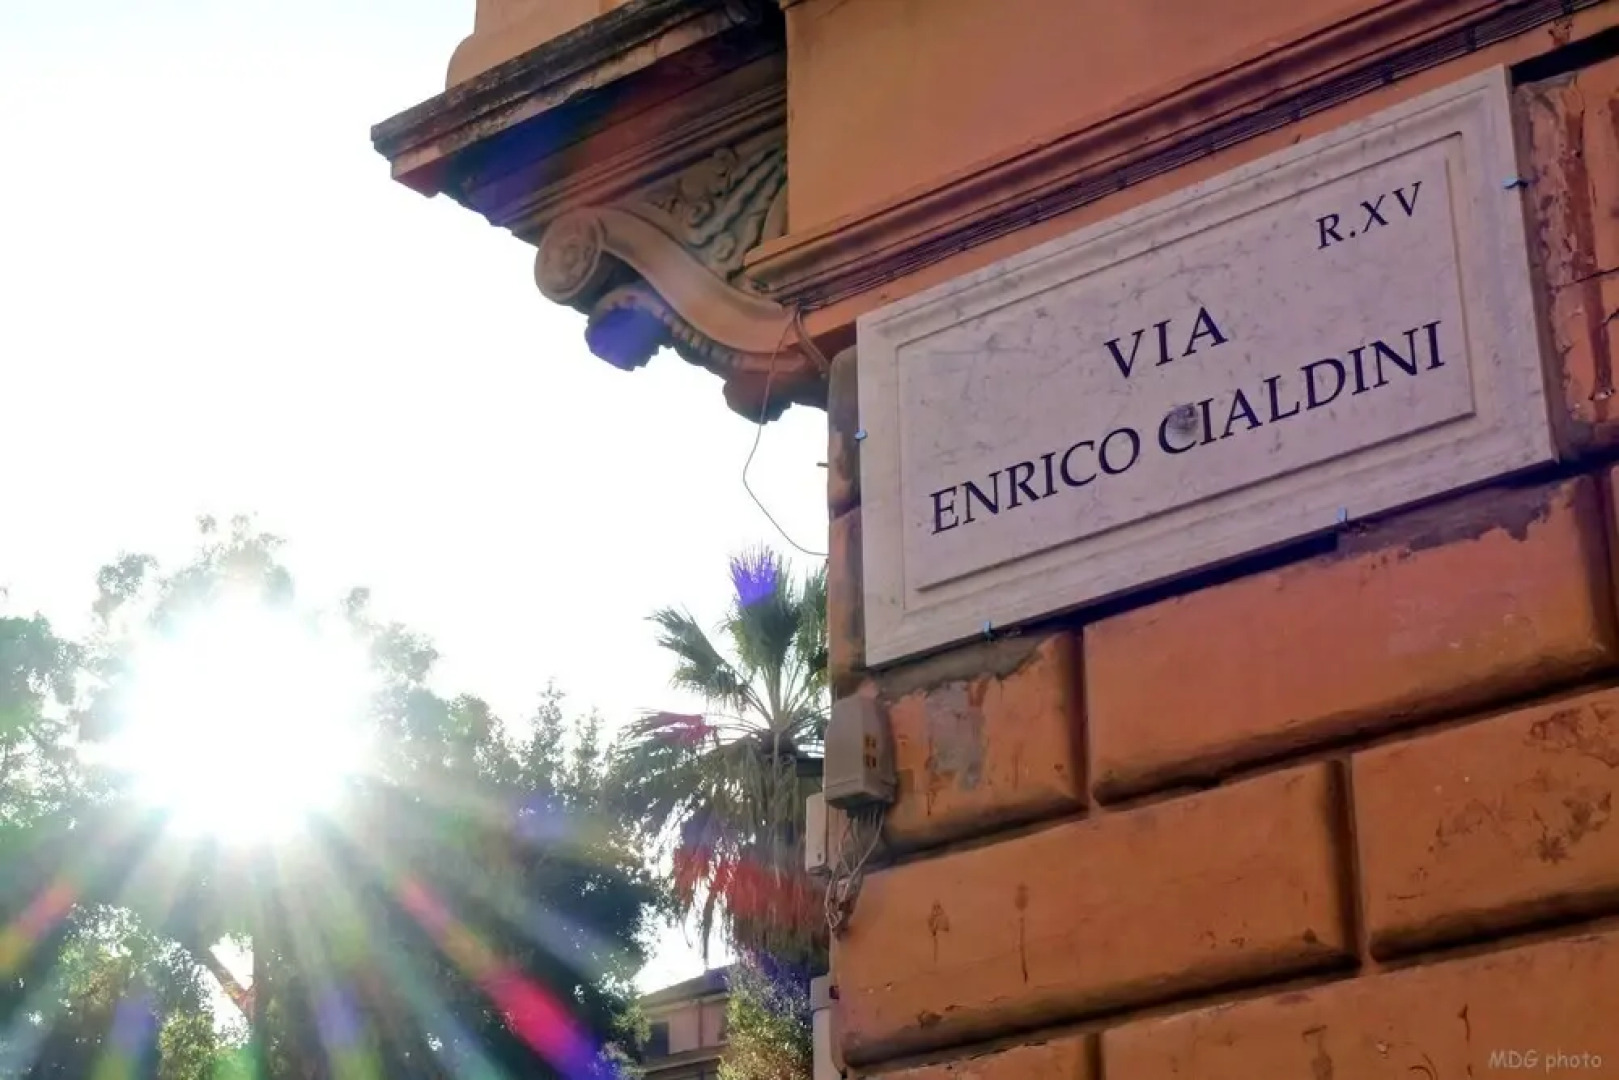 R.XV
VIA
ENRICO CIALDINI
MDG photo